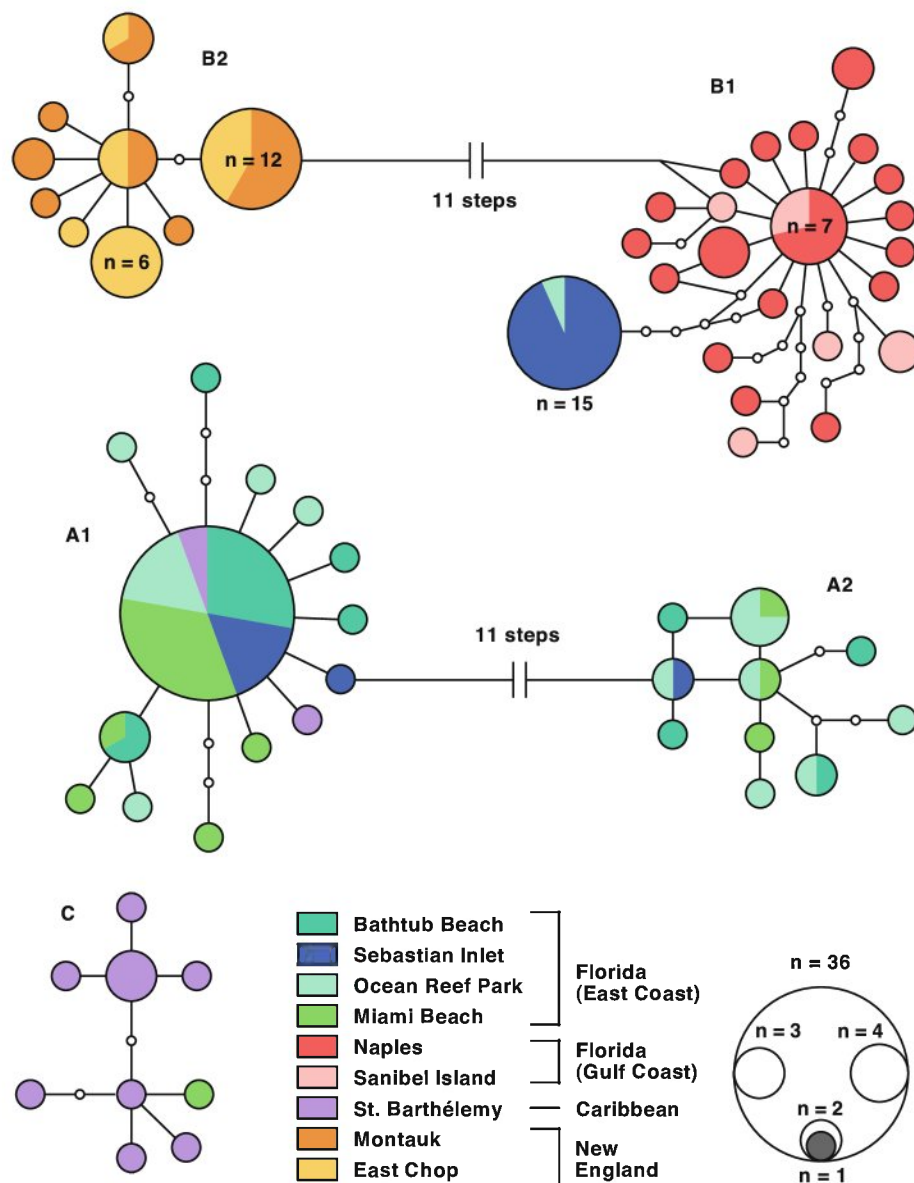 B2
B1
n = 12
11 steps
n = 7
n = 6
n = 15
A1
A2
11 steps
C
Bathtub Beach
Sebastian Inlet
Ocean Reef Park
Miami Beach
Naples
Sanibel Island
St. Barthélemy
Montauk
East Chop
Florida
(East Coast)
Florida
(Gulf Coast)
Caribbean
New
England
n = 36
n = 3
n = 4
n = 2
n = 1